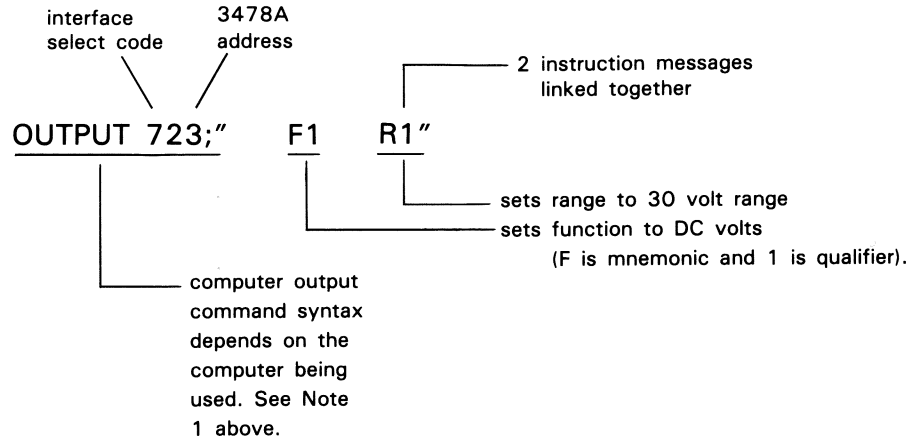 interface
select code
3478A
address
2 instruction messages
linked together
OUTPUT 723;" F1 R1"
sets range to 30 volt range
sets function to DC volts
(F is mnemonic and 1 is qualifier).
computer output
command syntax
depends on the
computer being
used. See Note
1 above.